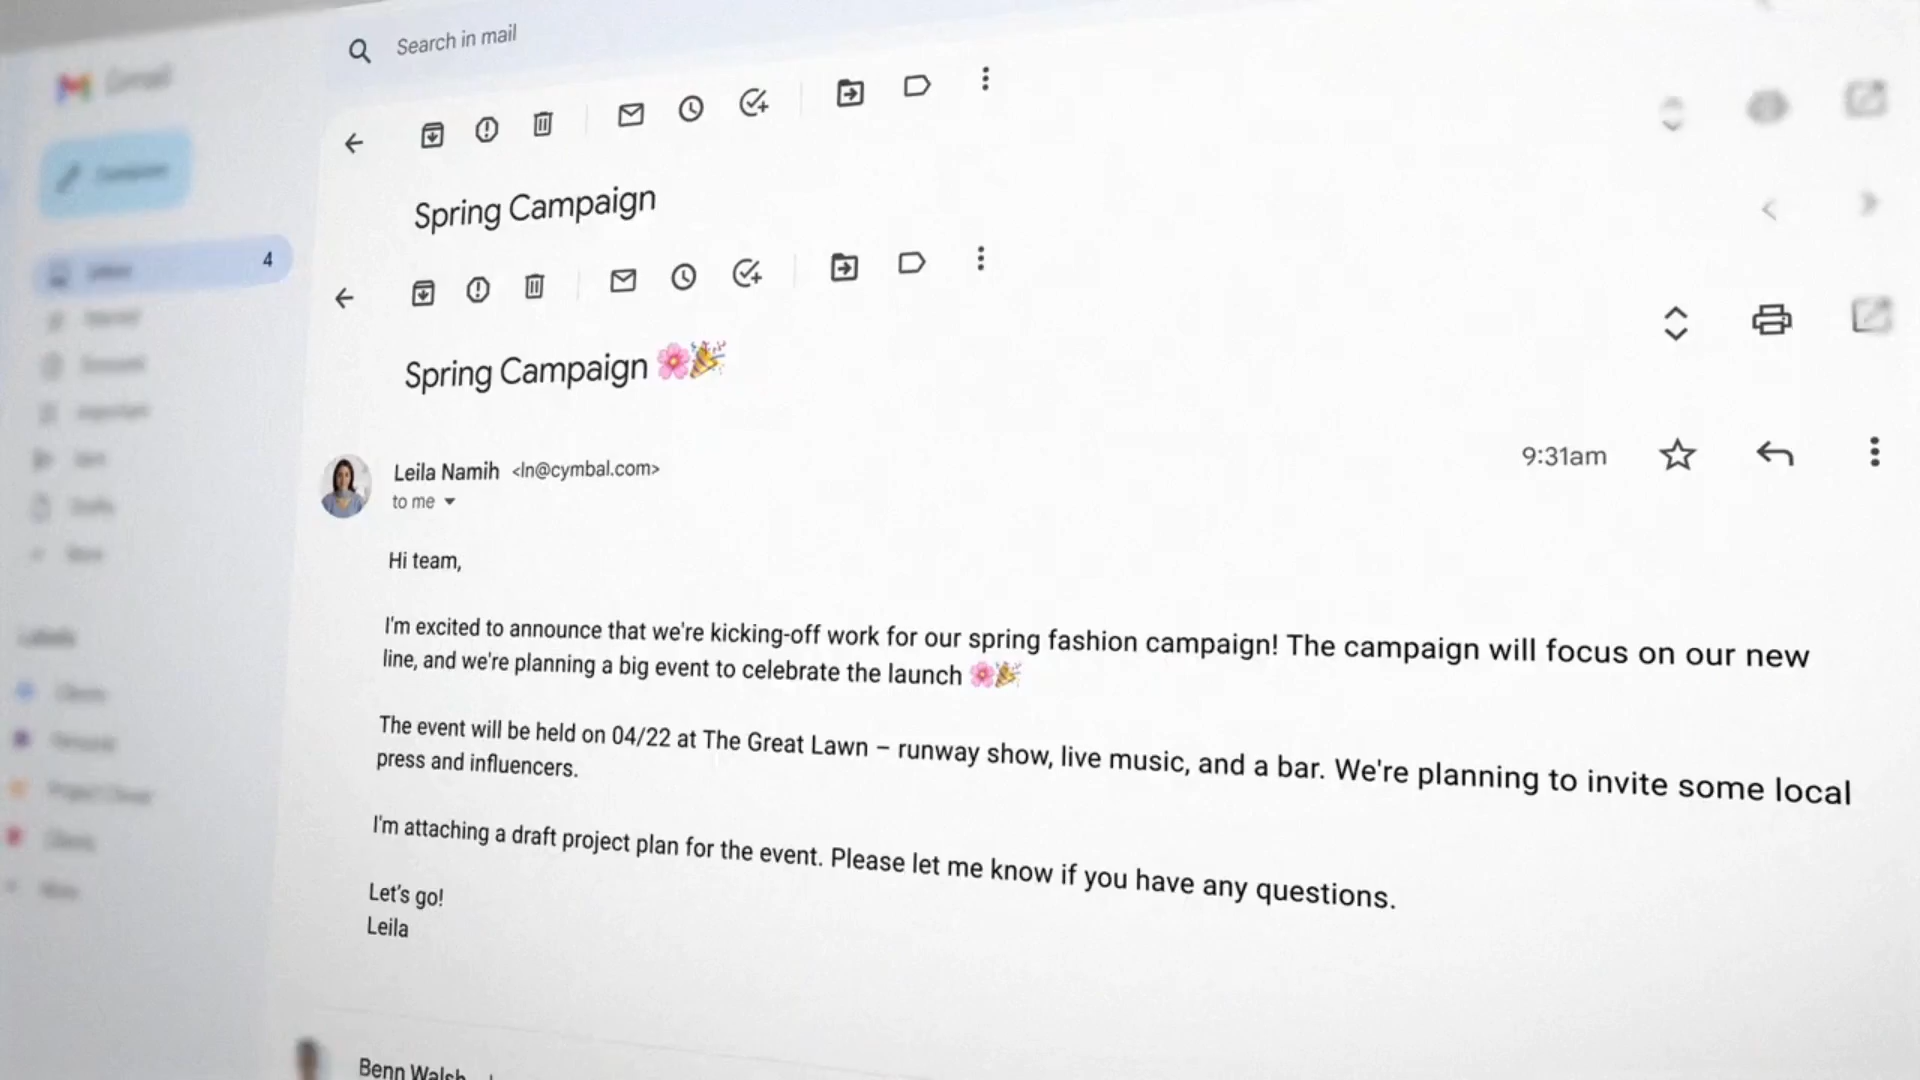 Gmail
Search in mail
Compose
Spring Campaign
4
Spring Campaign 🌸🎉
Leila Namih <ln@cymbal.com>
9:31am
to me
Hi team,
I'm excited to announce that we're kicking-off work for our spring fashion campaign! The campaign will focus on our new
line, and we're planning a big event to celebrate the launch 🌸🎉
The event will be held on 04/22 at The Great Lawn – runway show, live music, and a bar. We're planning to invite some local
press and influencers.
I'm attaching a draft project plan for the event. Please let me know if you have any questions.
Let's go!
Leila
Labels
Benn Walsh